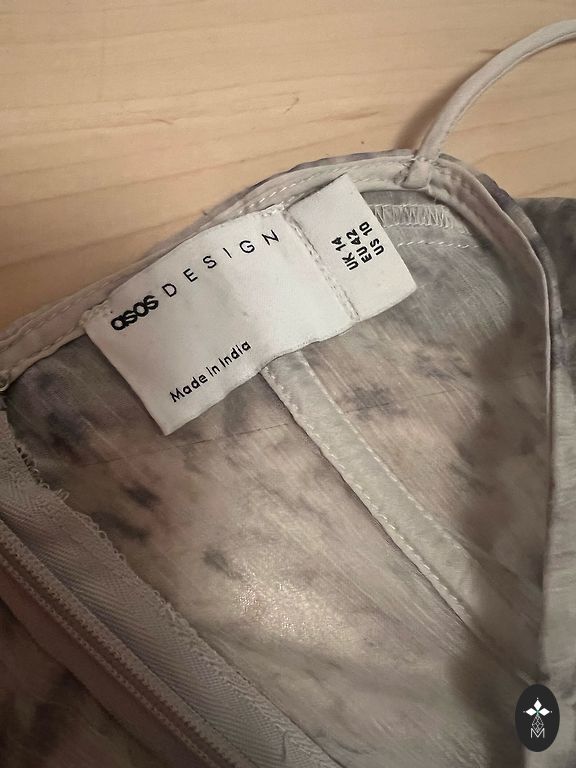 asos DESIGN
Made in India
UK 14
EU 42
US 10
M